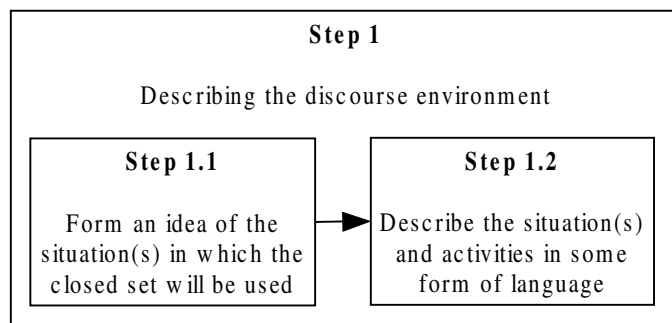 Step 1
Describing the discourse environment
Step 1.1
Form an idea of the
situation(s) in which the
closed set will be used
Step 1.2
Describe the situation(s)
and activities in some
form of language